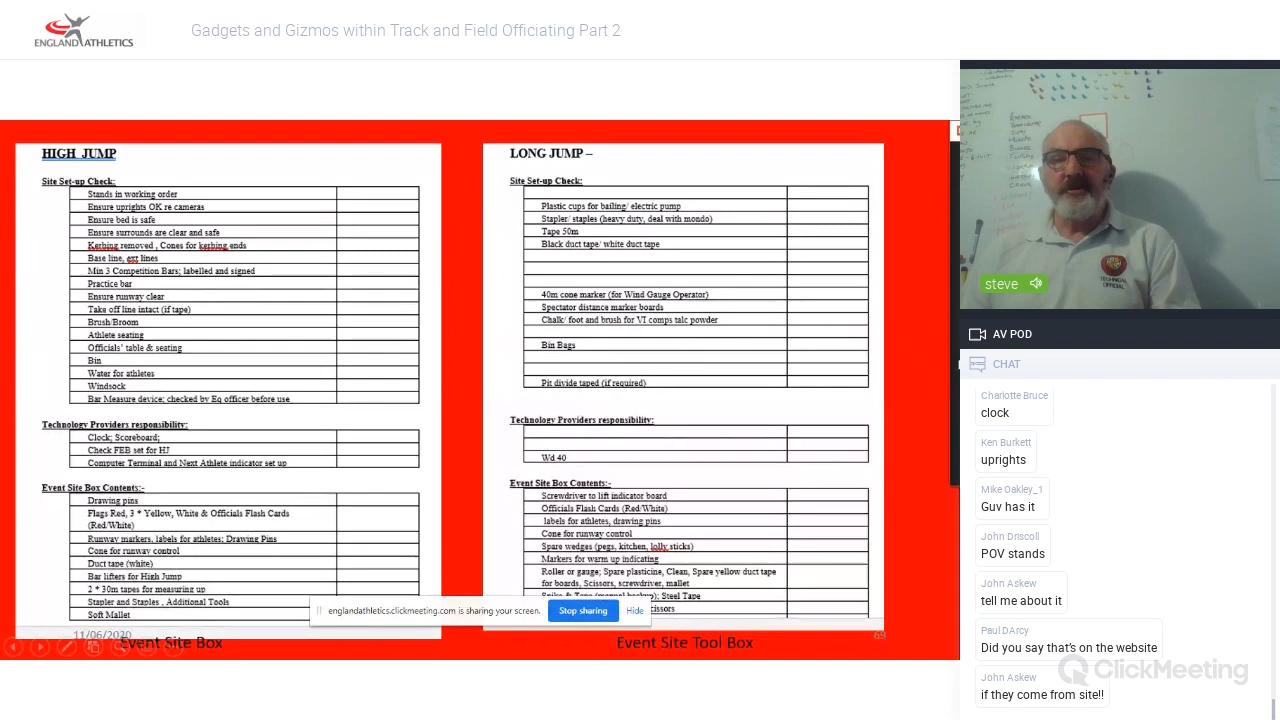 ENGLAND ATHLETICS
Gadgets and Gizmos within Track and Field Officiating Part 2
HIGH JUMP
Site Set-up Check:
Stands in working order
Ensure uprights OK re cameras
Ensure bed is safe
Ensure surrounds are clear and safe
Kerbing removed , Cones for kerbing ends
Base line, ext lines
Min 3 Competition Bars; labelled and signed
Practice bar
Ensure runway clear
Take off line intact (if tape)
Brush/Broom
Athlete seating
Officials' table & seating
Bin
Water for athletes
Windsock
Bar Measure device; checked by Eq officer before use
Technology Providers responsibility:
Clock; Scoreboard;
Check FEB set for HJ
Computer Terminal and Next Athlete indicator set up
Event Site Box Contents:-
Drawing pins
Flags Red, 3 * Yellow, White & Officials Flash Cards
(Red/White)
Runway markers, labels for athletes; Drawing Pins
Cone for runway control
Duct tape (white)
Bar lifters for High Jump
2 * 30m tapes for measuring up
Stapler and Staples , Additional Tools
Soft Mallet
11/06/2020
Event Site Box
LONG JUMP –
Site Set-up Check:
Plastic cups for bailing/ electric pump
Stapler/ staples (heavy duty, deal with mondo)
Tape 50m
Black duct tape/ white duct tape
40m cone marker (for Wind Gauge Operator)
Spectator distance marker boards
Chalk/ foot and brush for VI comps talc powder
Bin Bags
Pit divide taped (if required)
Technology Providers responsibility:
Wd 40
Event Site Box Contents:-
Screwdriver to lift indicator board
Officials Flash Cards (Red/White)
labels for athletes, drawing pins
Cone for runway control
Spare wedges (pegs, kitchen, lolly sticks)
Markers for warm up indicating
Roller or gauge; Spare plasticine, Clean, Spare yellow duct tape
for boards, Scissors, screwdriver, mallet
Spike & Tape (manual backup); Steel Tape
scissors
englandathletics.clickmeeting.com is sharing your screen.
Stop sharing
Hide
Event Site Tool Box
69
TECHNICAL
OFFICIAL
steve
AV POD
CHAT
Charlotte Bruce
clock
Ken Burkett
uprights
Mike Oakley_1
Guv has it
John Driscoll
POV stands
John Askew
tell me about it
Paul DArcy
Did you say that's on the website
John Askew
if they come from site!!
ClickMeeting